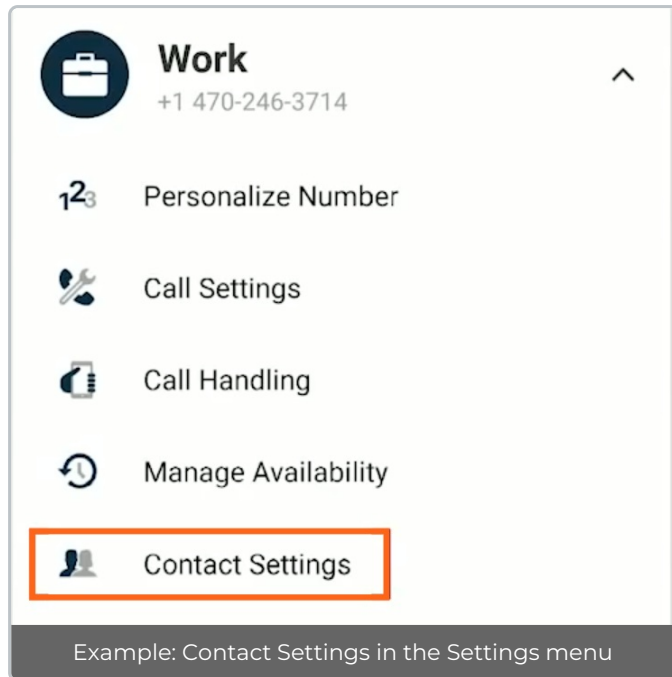 Work
+1 470-246-3714
123 Personalize Number
Call Settings
Call Handling
Manage Availability
Contact Settings
Example: Contact Settings in the Settings menu